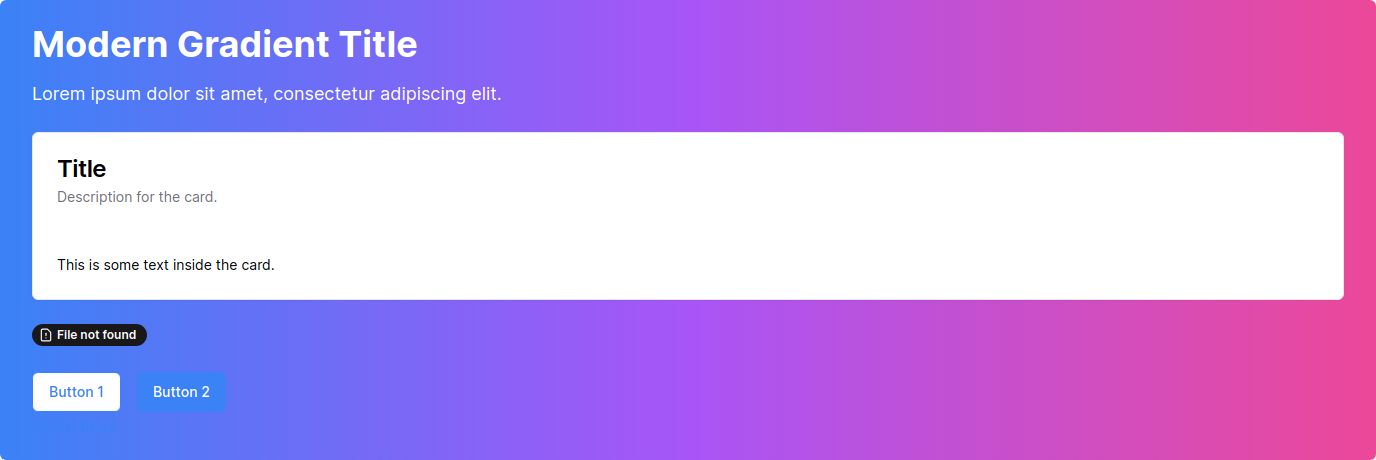 Modern Gradient Title
Lorem ipsum dolor sit amet, consectetur adipiscing elit.
Title
Description for the card.
This is some text inside the card.
File not found
Button 1
Button 2